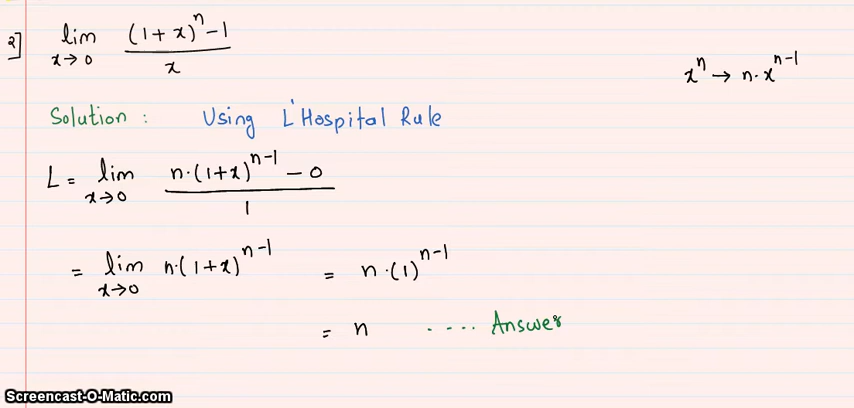 2] lim x→0 (1+x)^n −1 / x
x^n → n·x^(n−1)
Solution : Using L'Hospital Rule
L = lim x→0 n·(1+x)^(n−1) − 0 / 1
= lim x→0 n·(1+x)^(n−1) = n·(1)^(n−1)
= n .... Answer
Screencast-O-Matic.com